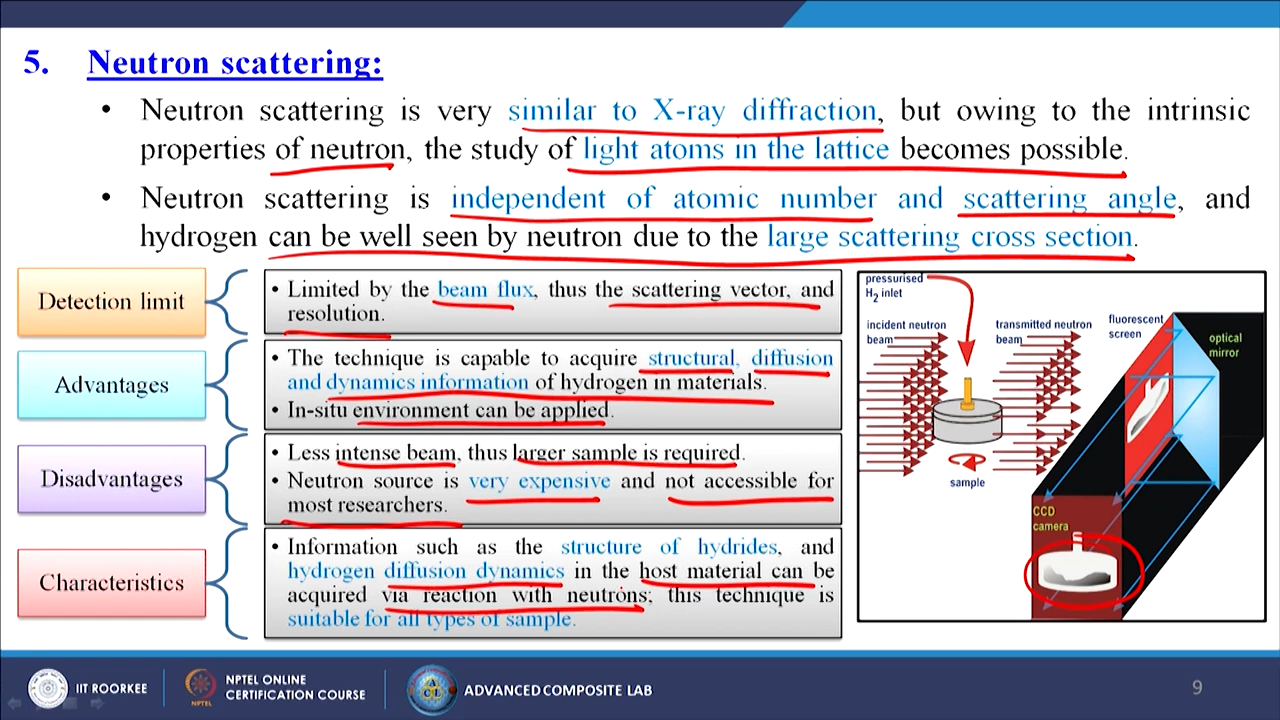 5. Neutron scattering:
• Neutron scattering is very similar to X-ray diffraction, but owing to the intrinsic
properties of neutron, the study of light atoms in the lattice becomes possible.
• Neutron scattering is independent of atomic number and scattering angle, and
hydrogen can be well seen by neutron due to the large scattering cross section.
Detection limit
• Limited by the beam flux, thus the scattering vector, and
resolution.
Advantages
• The technique is capable to acquire structural, diffusion
and dynamics information of hydrogen in materials.
• In-situ environment can be applied.
Disadvantages
• Less intense beam, thus larger sample is required.
• Neutron source is very expensive and not accessible for
most researchers.
Characteristics
• Information such as the structure of hydrides, and
hydrogen diffusion dynamics in the host material can be
acquired via reaction with neutrons; this technique is
suitable for all types of sample.
pressurised
H2 inlet
incident neutron
beam
transmitted neutron
beam
fluorescent
screen
optical
mirror
sample
CCD
camera
IIT ROORKEE
NPTEL
NPTEL ONLINE
CERTIFICATION COURSE
ACL
ADVANCED COMPOSITE LAB
9